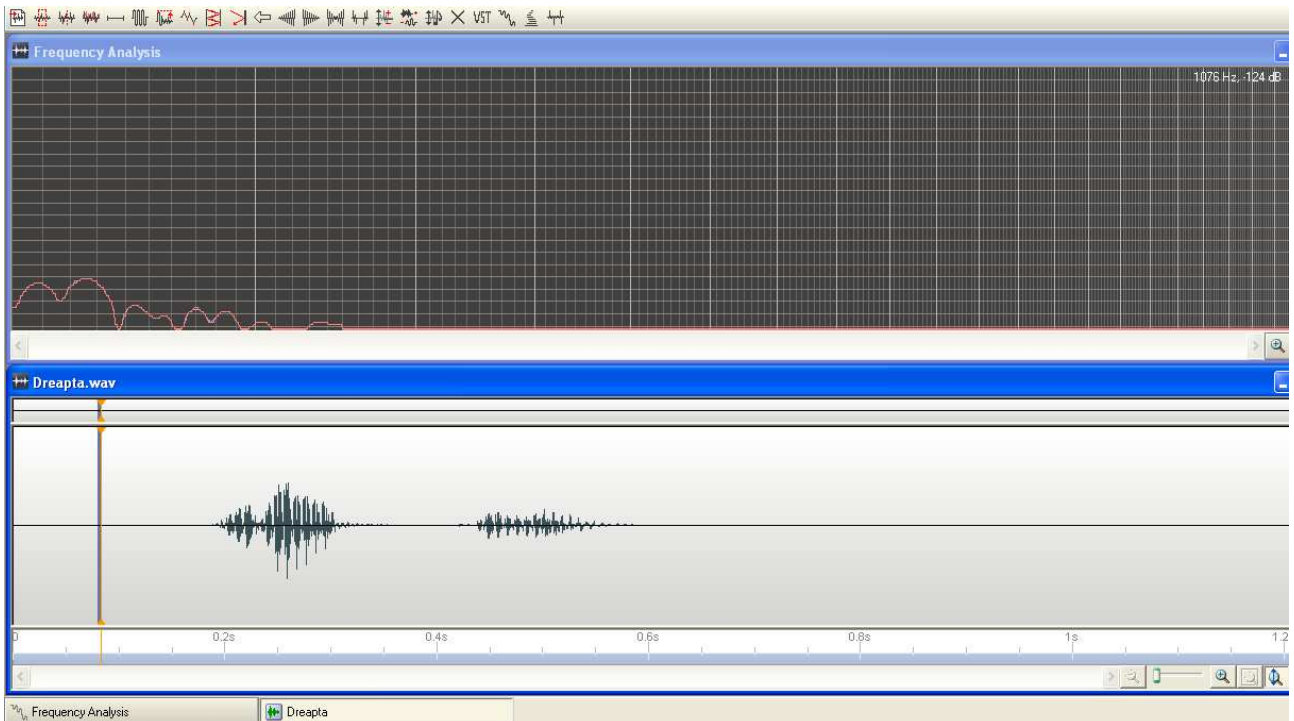 VST
Frequency Analysis
1076 Hz, -124 dB
Dreapta.wav
0 0.2s 0.4s 0.6s 0.8s 1s 1.2
Frequency Analysis Dreapta